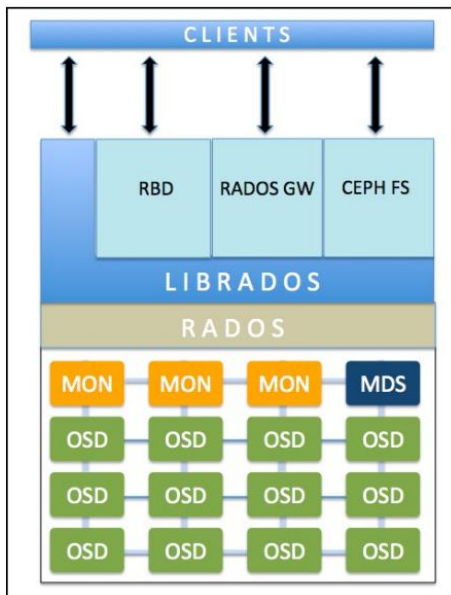 CLIENTS
RBD RADOS GW CEPH FS
LIBRADOS
RADOS
MON MON MON MDS
OSD OSD OSD OSD
OSD OSD OSD OSD
OSD OSD OSD OSD